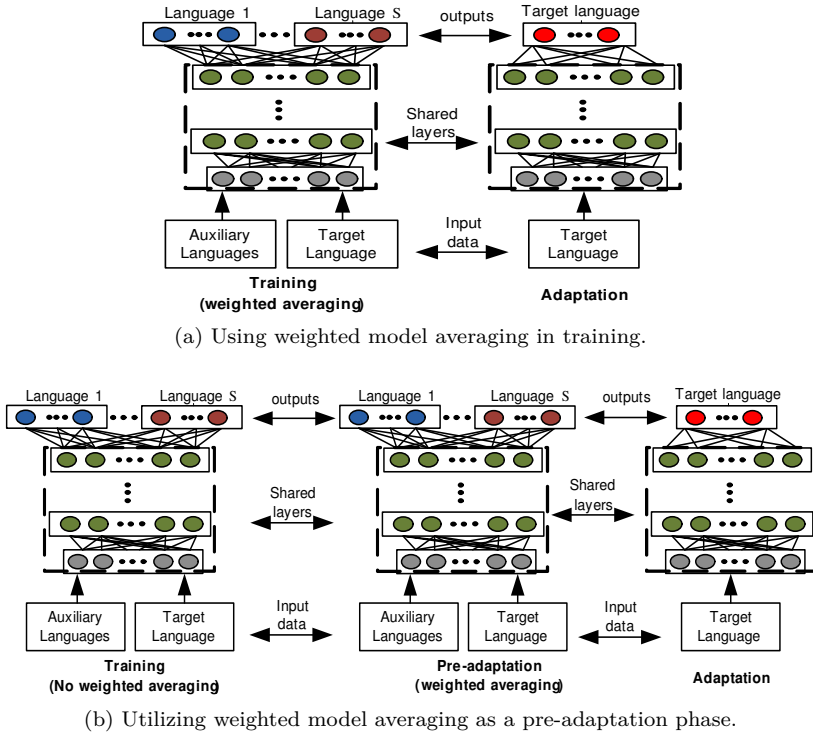 Language 1 Language S outputs Target language
Shared
layers
Auxiliary
Languages
Target
Language
Input
data
Target
Language
Training
(weighted averaging)
Adaptation
(a) Using weighted model averaging in training.
Language 1 Language S outputs Language 1 Language S outputs Target language
Shared
layers
Shared
layers
Auxiliary
Languages
Target
Language
Input
data
Auxiliary
Languages
Target
Language
Input
data
Target
Language
Training
(No weighted averaging)
Pre-adaptation
(weighted averaging)
Adaptation
(b) Utilizing weighted model averaging as a pre-adaptation phase.